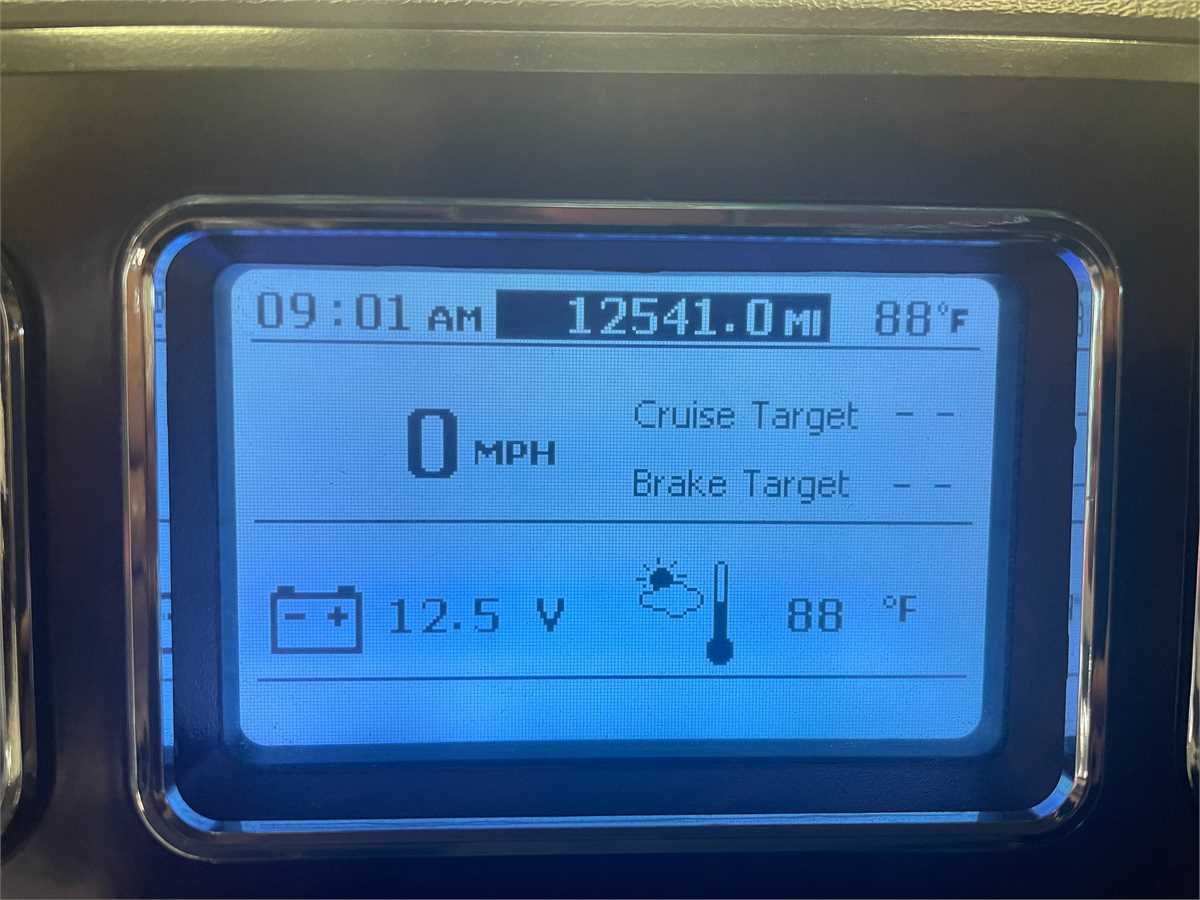 09:01 AM 12541.0 MI 88°F
0 MPH
Cruise Target - -
Brake Target - -
- + 12.5 V 88 °F